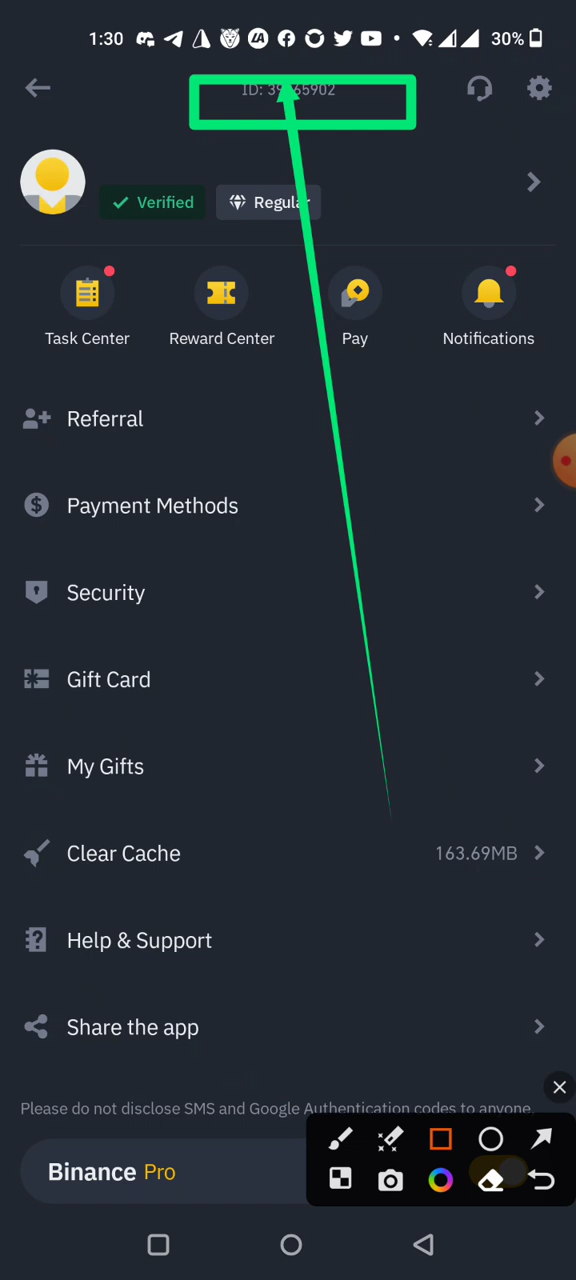 1:30
30%
ID:
Verified
Regular
Task Center
Reward Center
Pay
Notifications
Referral
Payment Methods
Security
Gift Card
My Gifts
Clear Cache
163.69MB
Help & Support
Share the app
Please do not disclose SMS and Google Authentication codes to anyone.
Binance Pro